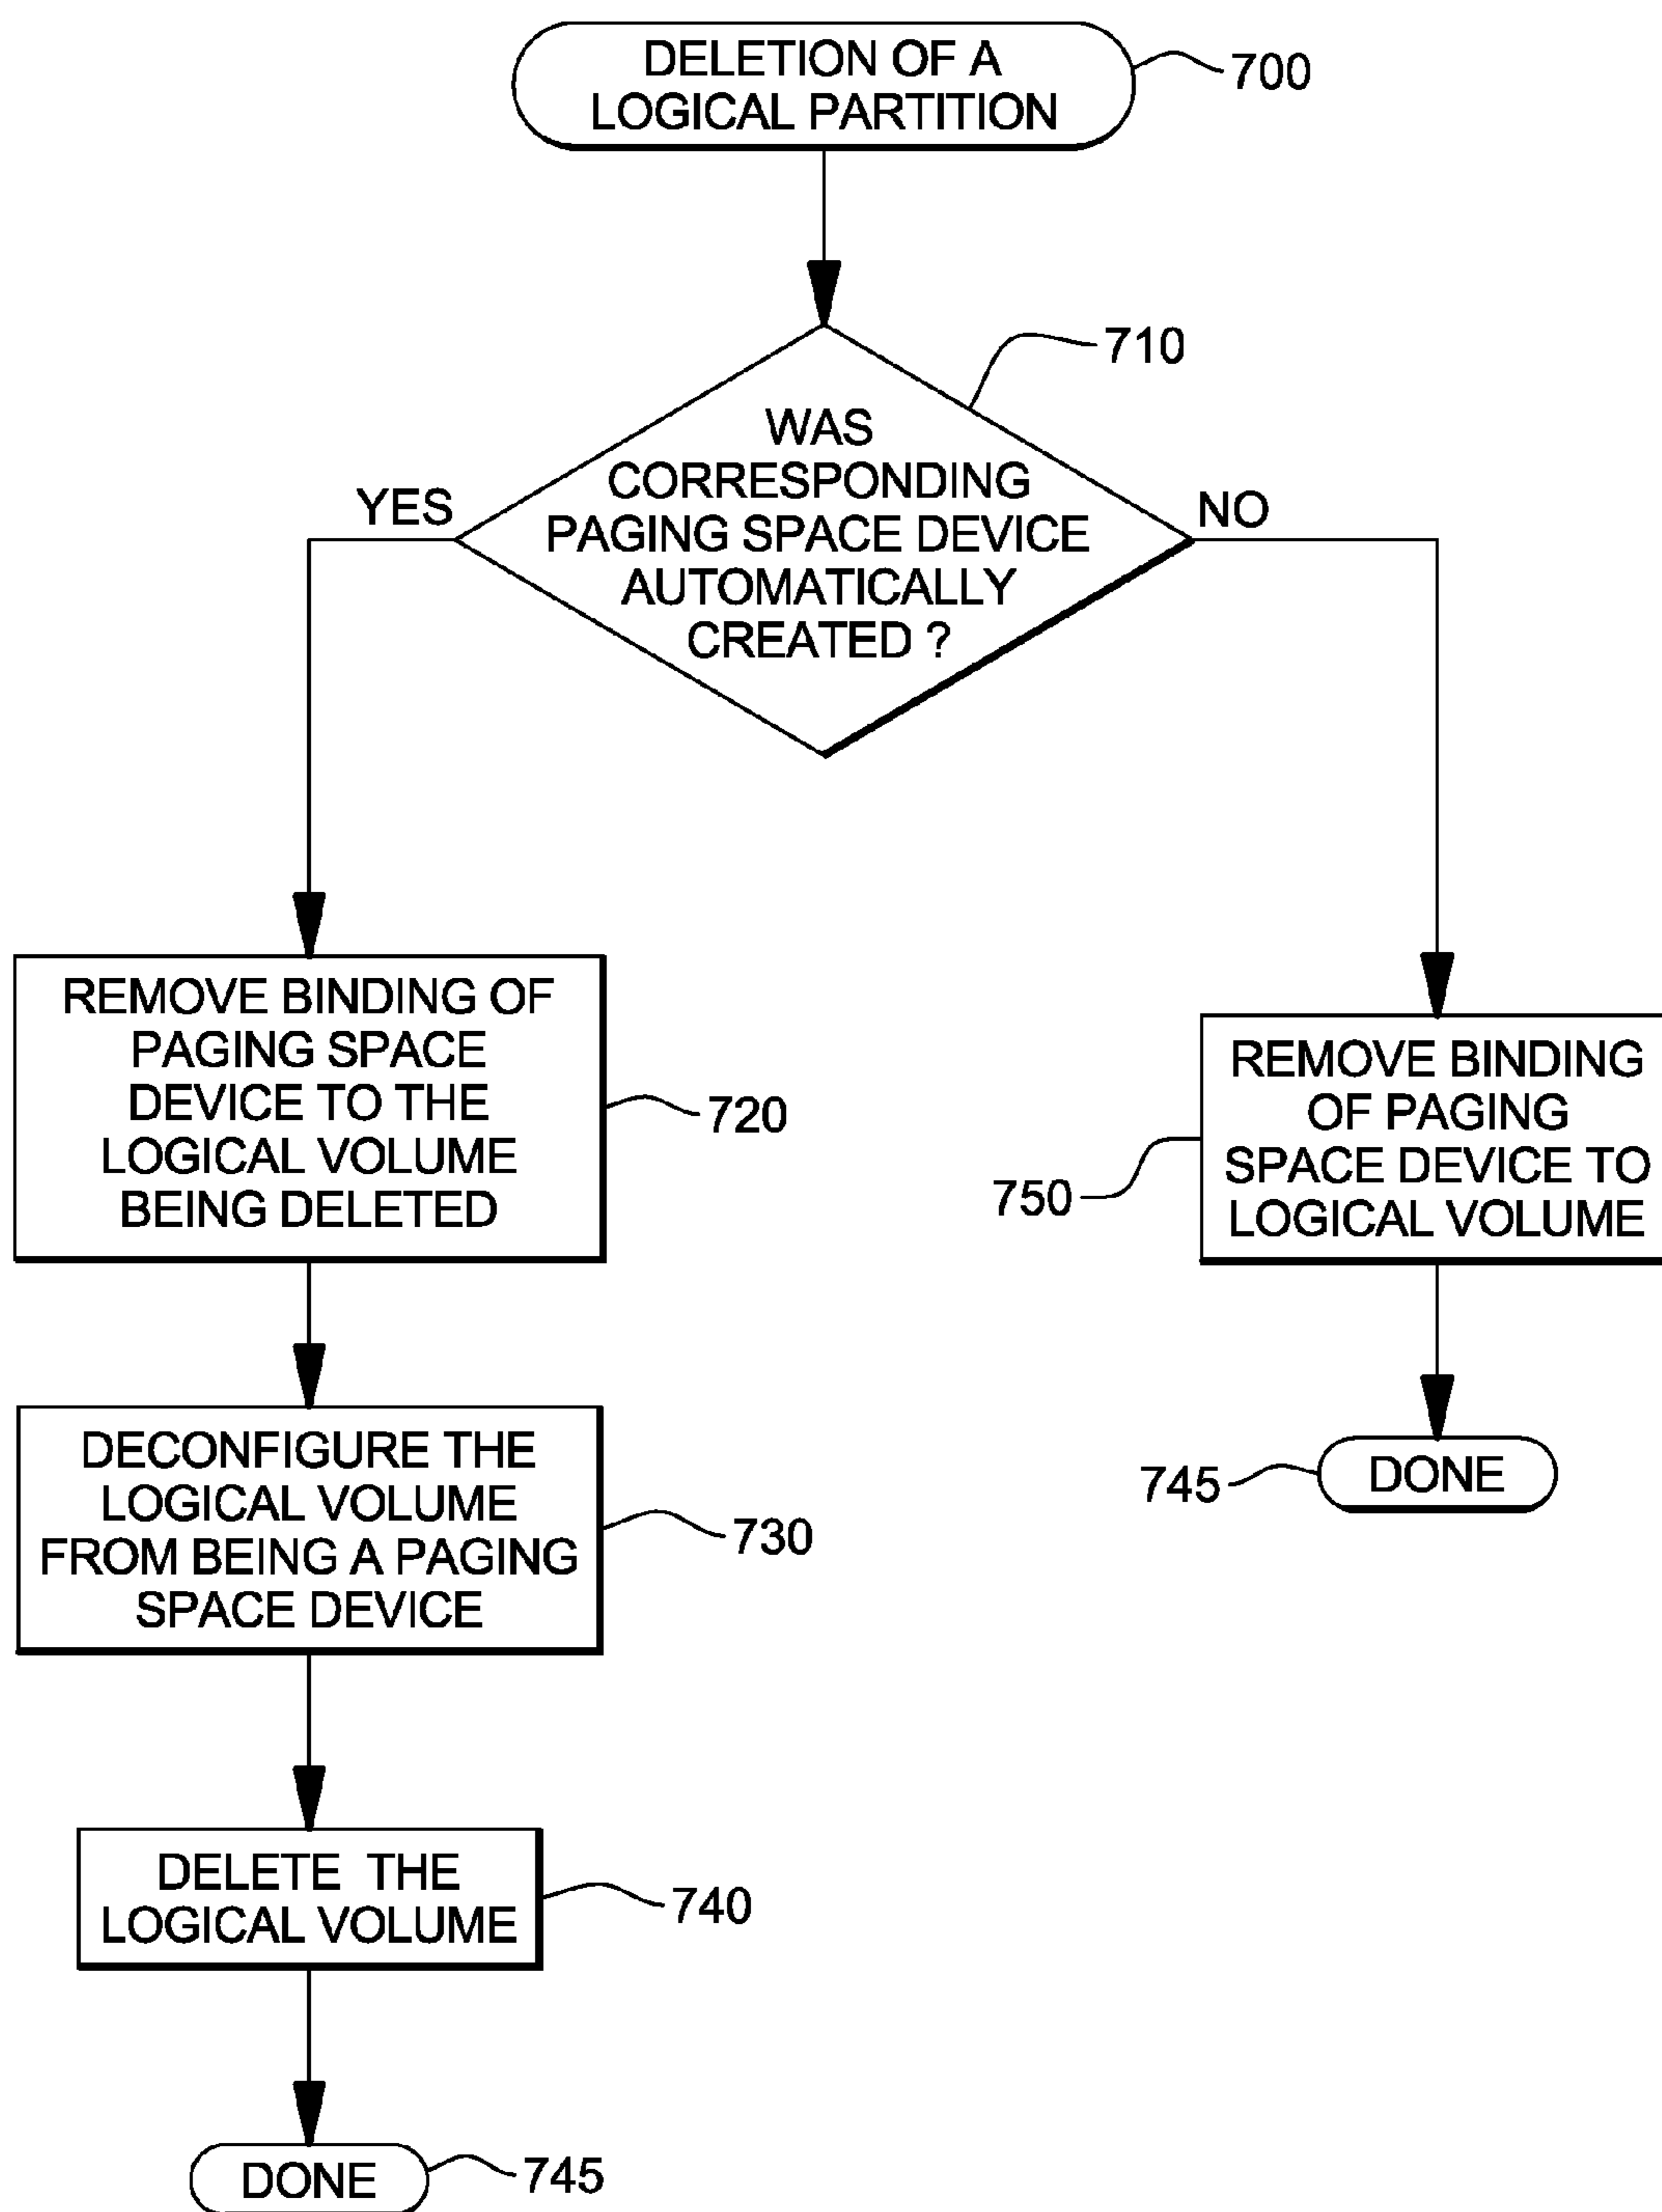 DELETION OF A
LOGICAL PARTITION
700
710
WAS
CORRESPONDING
PAGING SPACE DEVICE
AUTOMATICALLY
CREATED ?
YES
NO
REMOVE BINDING OF
PAGING SPACE
DEVICE TO THE
LOGICAL VOLUME
BEING DELETED
720
REMOVE BINDING
OF PAGING
SPACE DEVICE TO
LOGICAL VOLUME
750
DECONFIGURE THE
LOGICAL VOLUME
FROM BEING A PAGING
SPACE DEVICE
730
DONE
745
DELETE THE
LOGICAL VOLUME
740
DONE
745